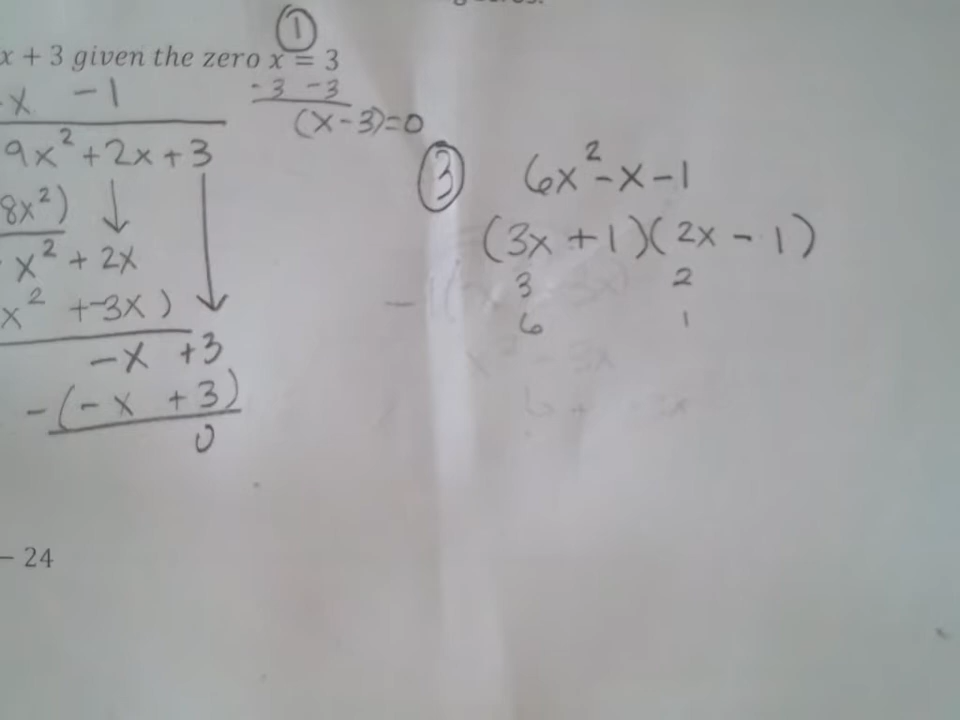 ①
x + 3 given the zero x = 3
-3 -3
(x-3)=0
-x -1
9x²+2x+3
8x²)
x² + 2x
x² +-3x)
-x +3
-(-x +3)
0
③ 6x²-x-1
(3x +1)(2x - 1)
3 2
6 1
- 24